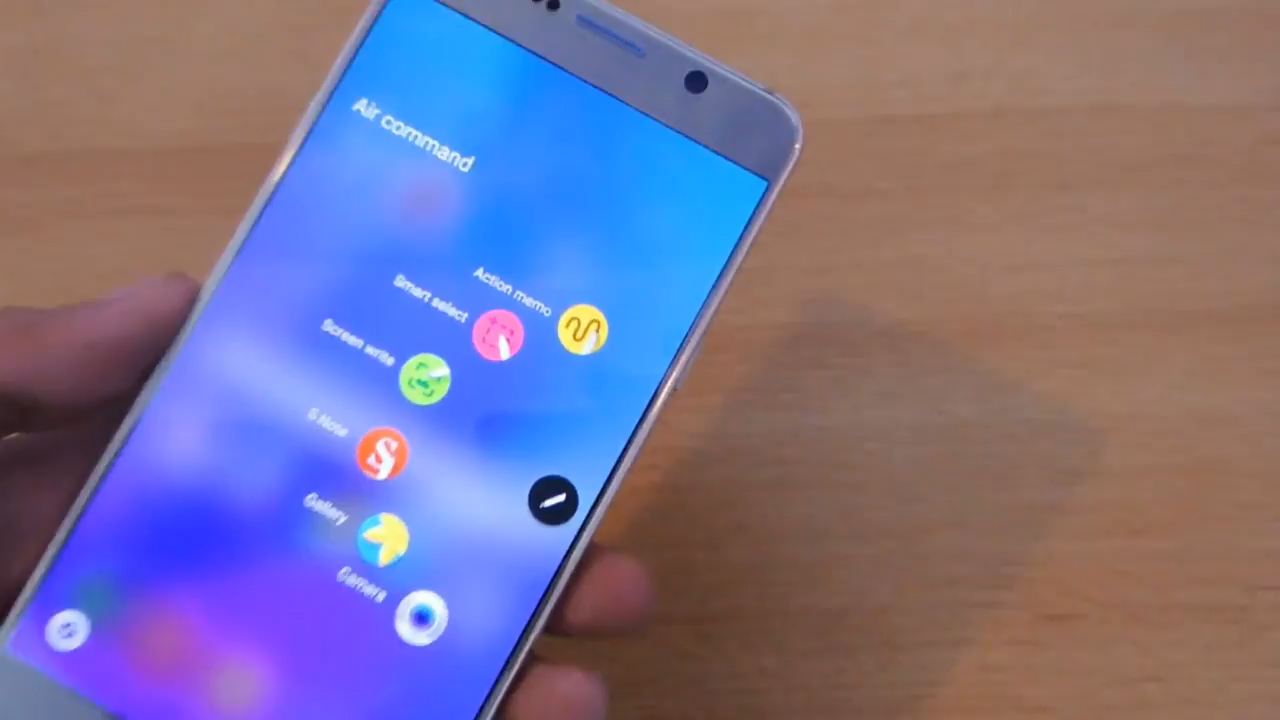 Air command
Action memo
Smart select
Screen write
S Note
Gallery
Camera